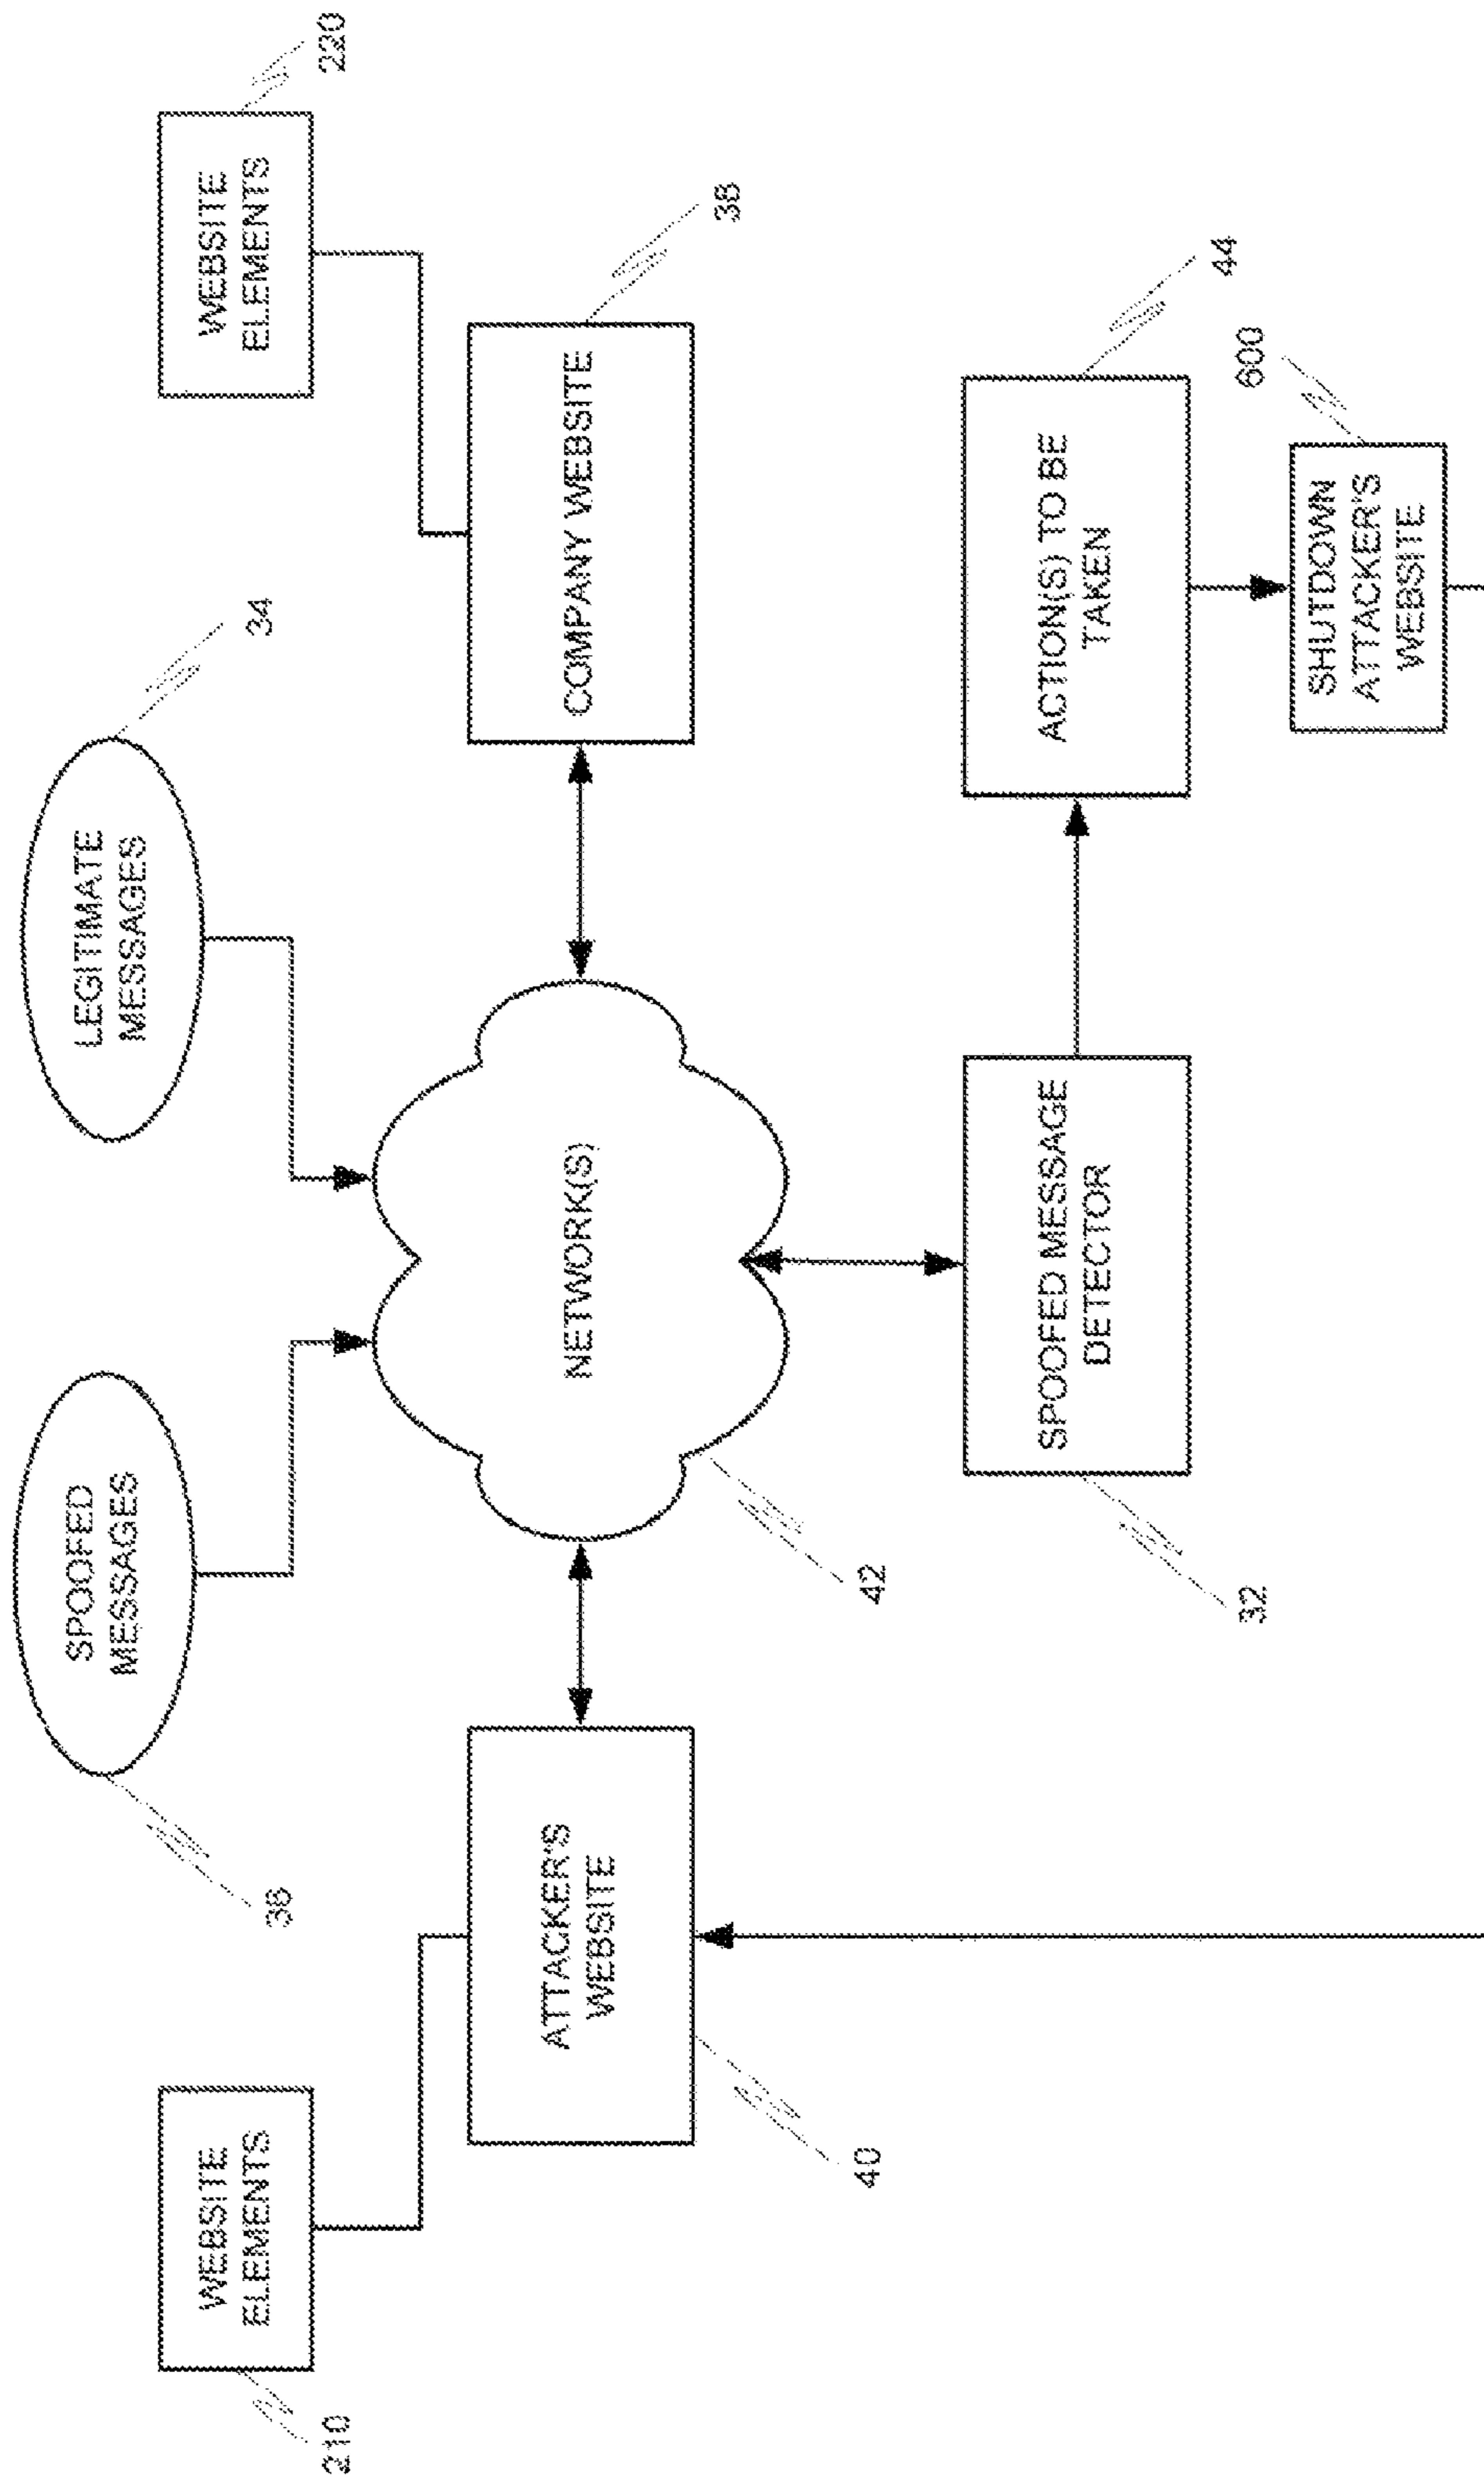 SPOOFED
MESSAGES
LEGITIMATE
MESSAGES
WEBSITE
ELEMENTS
WEBSITE
ELEMENTS
34
38
210
220
ATTACKER'S
WEBSITE
NETWORK(S)
COMPANY WEBSITE
38
40
42
SPOOFED MESSAGE
DETECTOR
ACTION(S) TO BE
TAKEN
32
44
600
SHUTDOWN
ATTACKER'S
WEBSITE